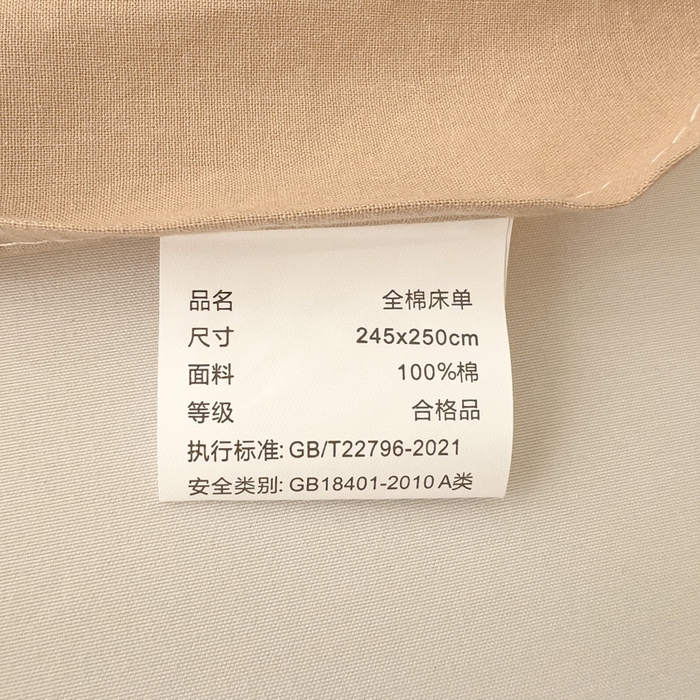 品名 全棉床单
尺寸 245x250cm
面料 100%棉
等级 合格品
执行标准: GB/T22796-2021
安全类别: GB18401-2010 A类